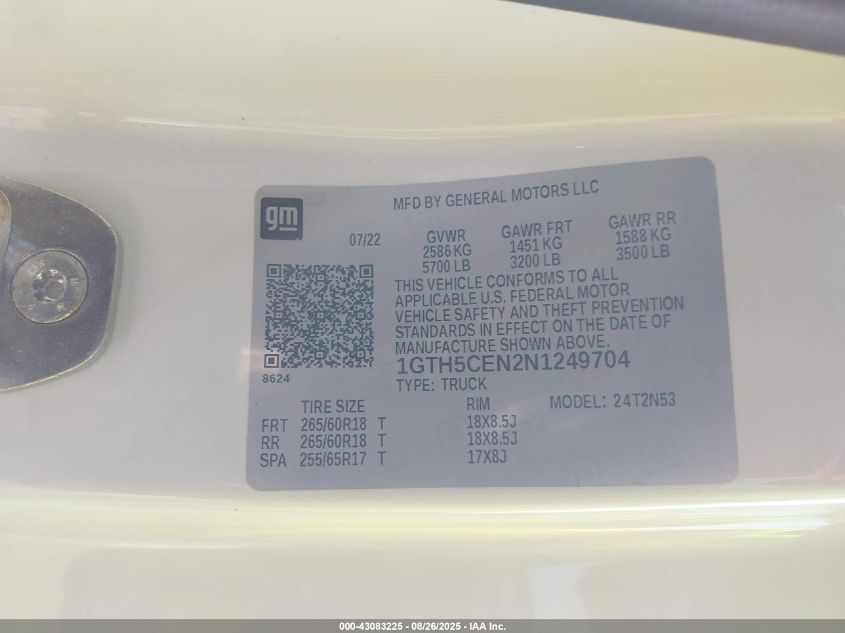 gm
MFD BY GENERAL MOTORS LLC
07/22
GVWR GAWR FRT GAWR RR
2586 KG 1451 KG 1588 KG
5700 LB 3200 LB 3500 LB
THIS VEHICLE CONFORMS TO ALL
APPLICABLE U.S. FEDERAL MOTOR
VEHICLE SAFETY AND THEFT PREVENTION
STANDARDS IN EFFECT ON THE DATE OF
MANUFACTURE SHOWN ABOVE.
1GTH5CEN2N1249704
8624
TYPE: TRUCK
TIRE SIZE RIM MODEL: 24T2N53
FRT 265/60R18 T 18X8.5J
RR 265/60R18 T 18X8.5J
SPA 255/65R17 T 17X8J
000-43083225 - 08/26/2025 - IAA Inc.